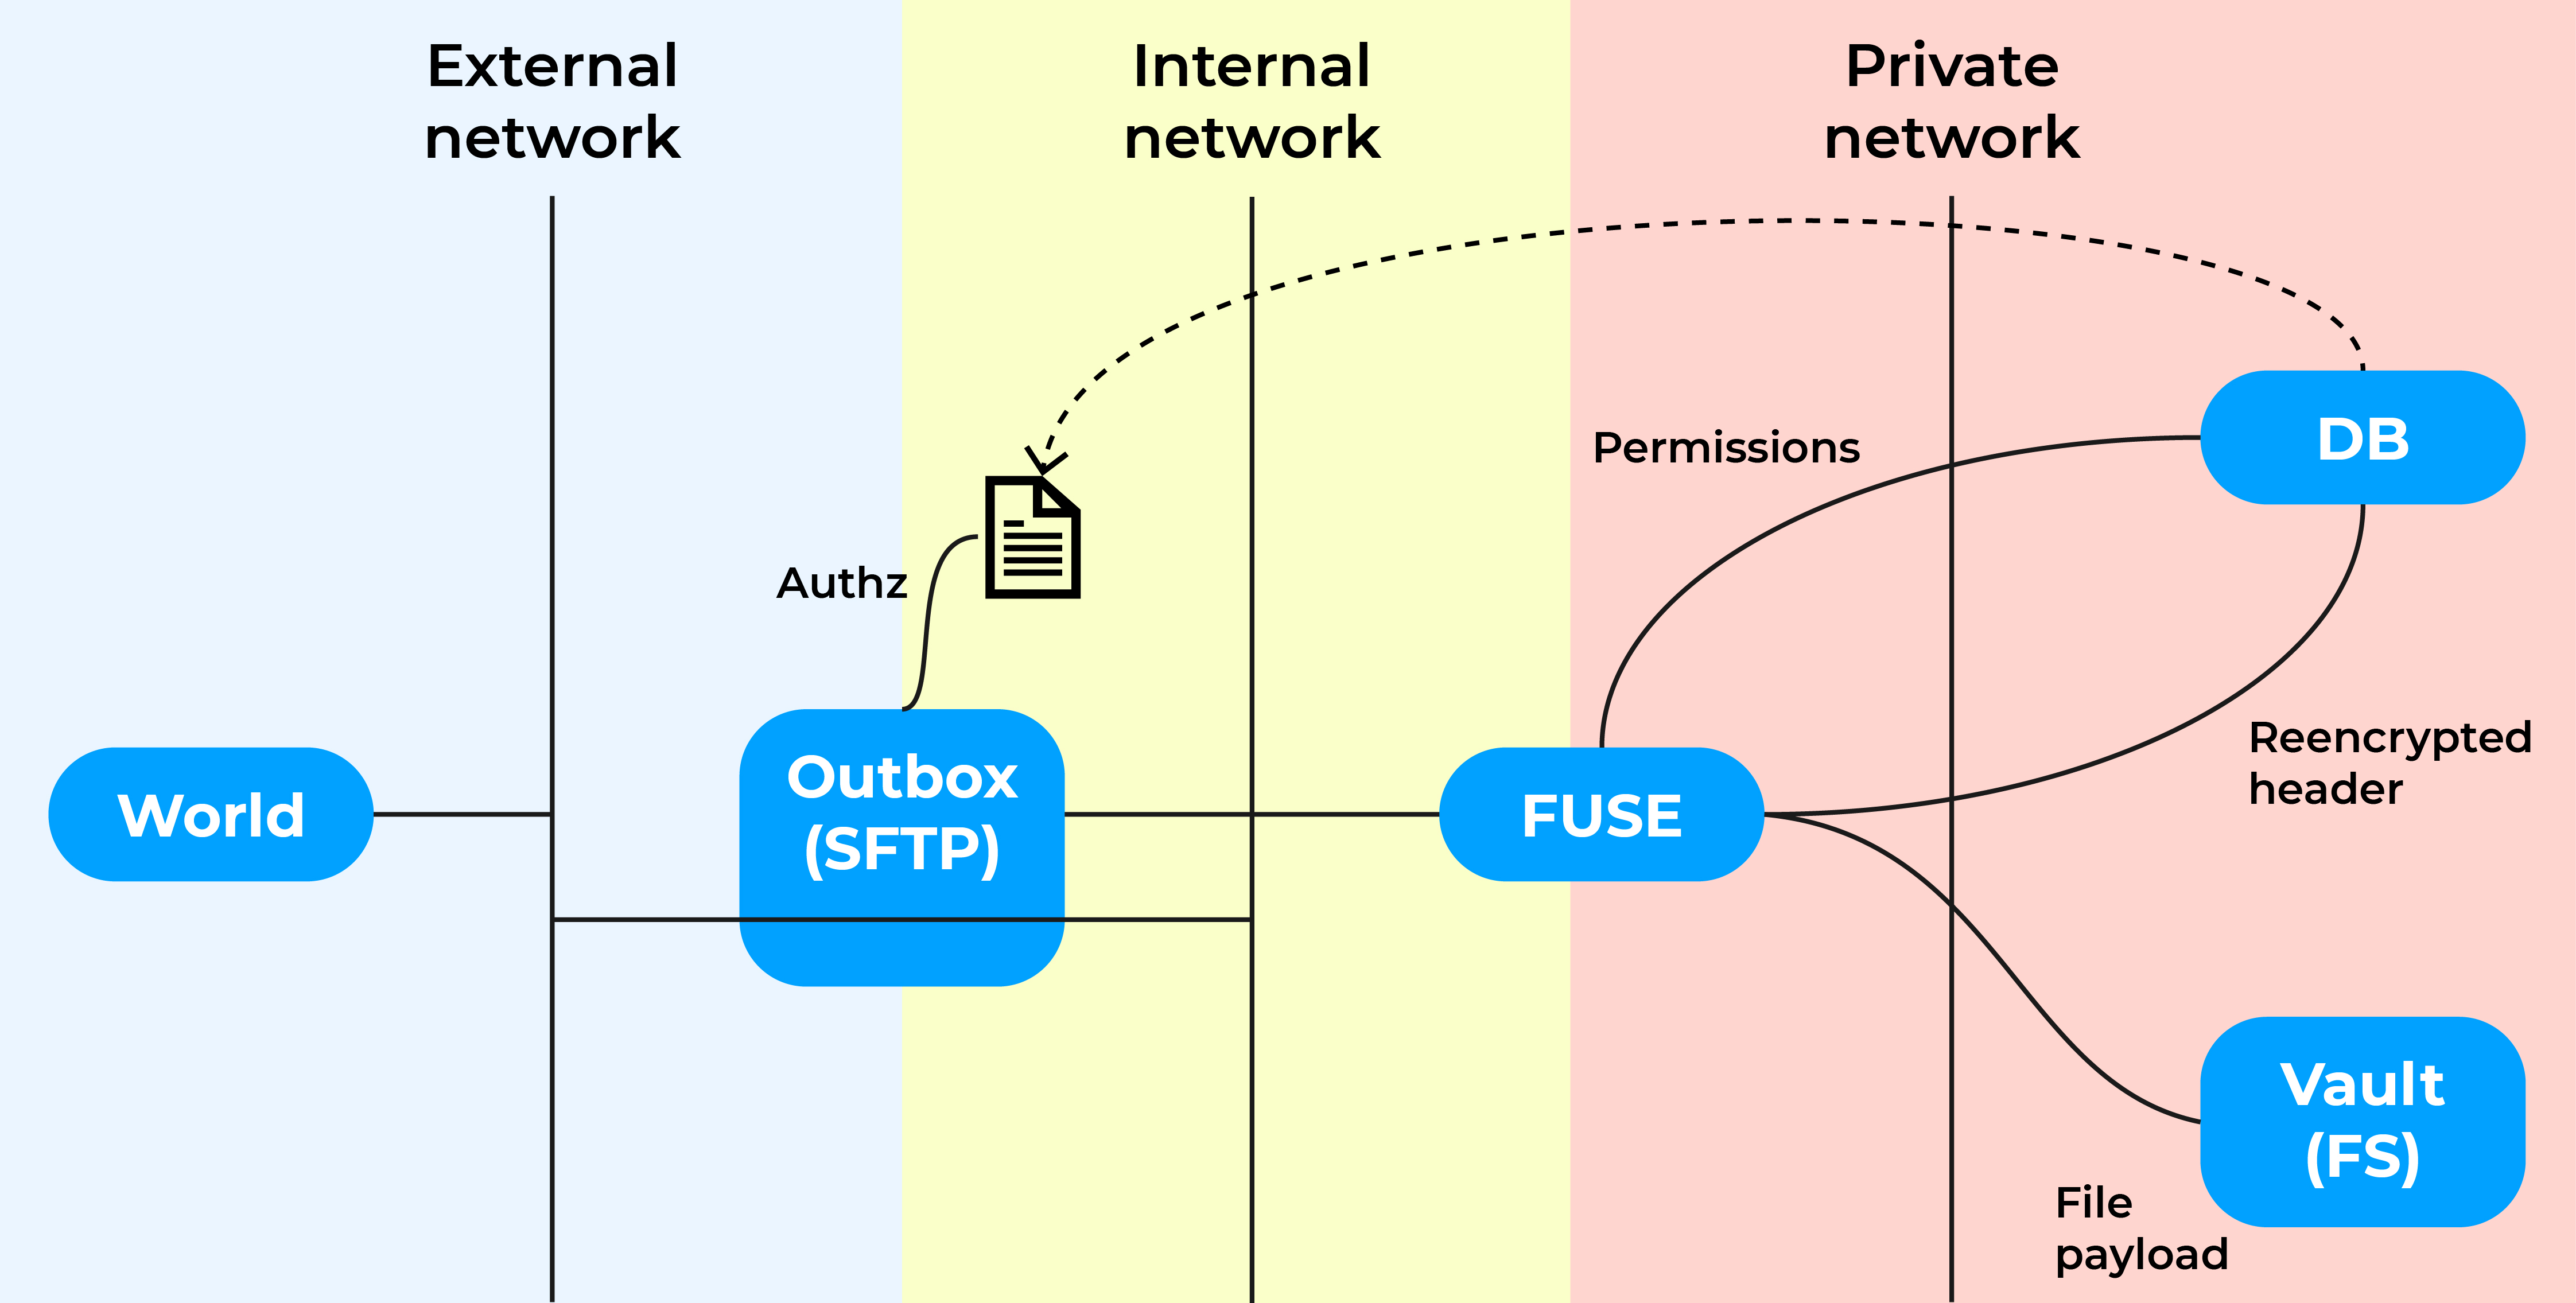 External
network
Internal
network
Private
network
Permissions
DB
Authz
Reencrypted
header
World
Outbox
(SFTP)
FUSE
Vault
(FS)
File
payload